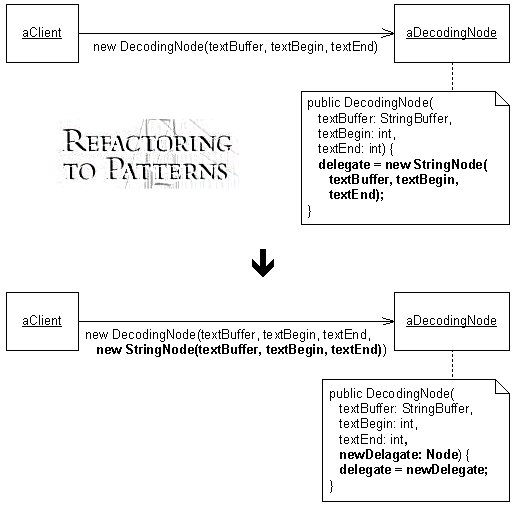 aClient
aDecodingNode
new DecodingNode(textBuffer, textBegin, textEnd)
public DecodingNode(
textBuffer: StringBuffer,
textBegin: int,
textEnd: int) {
delegate = new StringNode(
textBuffer, textBegin,
textEnd);
}
REFACTORING
TO PATTERNS
aClient
aDecodingNode
new DecodingNode(textBuffer, textBegin, textEnd,
new StringNode(textBuffer, textBegin, textEnd))
public DecodingNode(
textBuffer: StringBuffer,
textBegin: int,
textEnd: int,
newDelagate: Node) {
delegate = newDelegate;
}